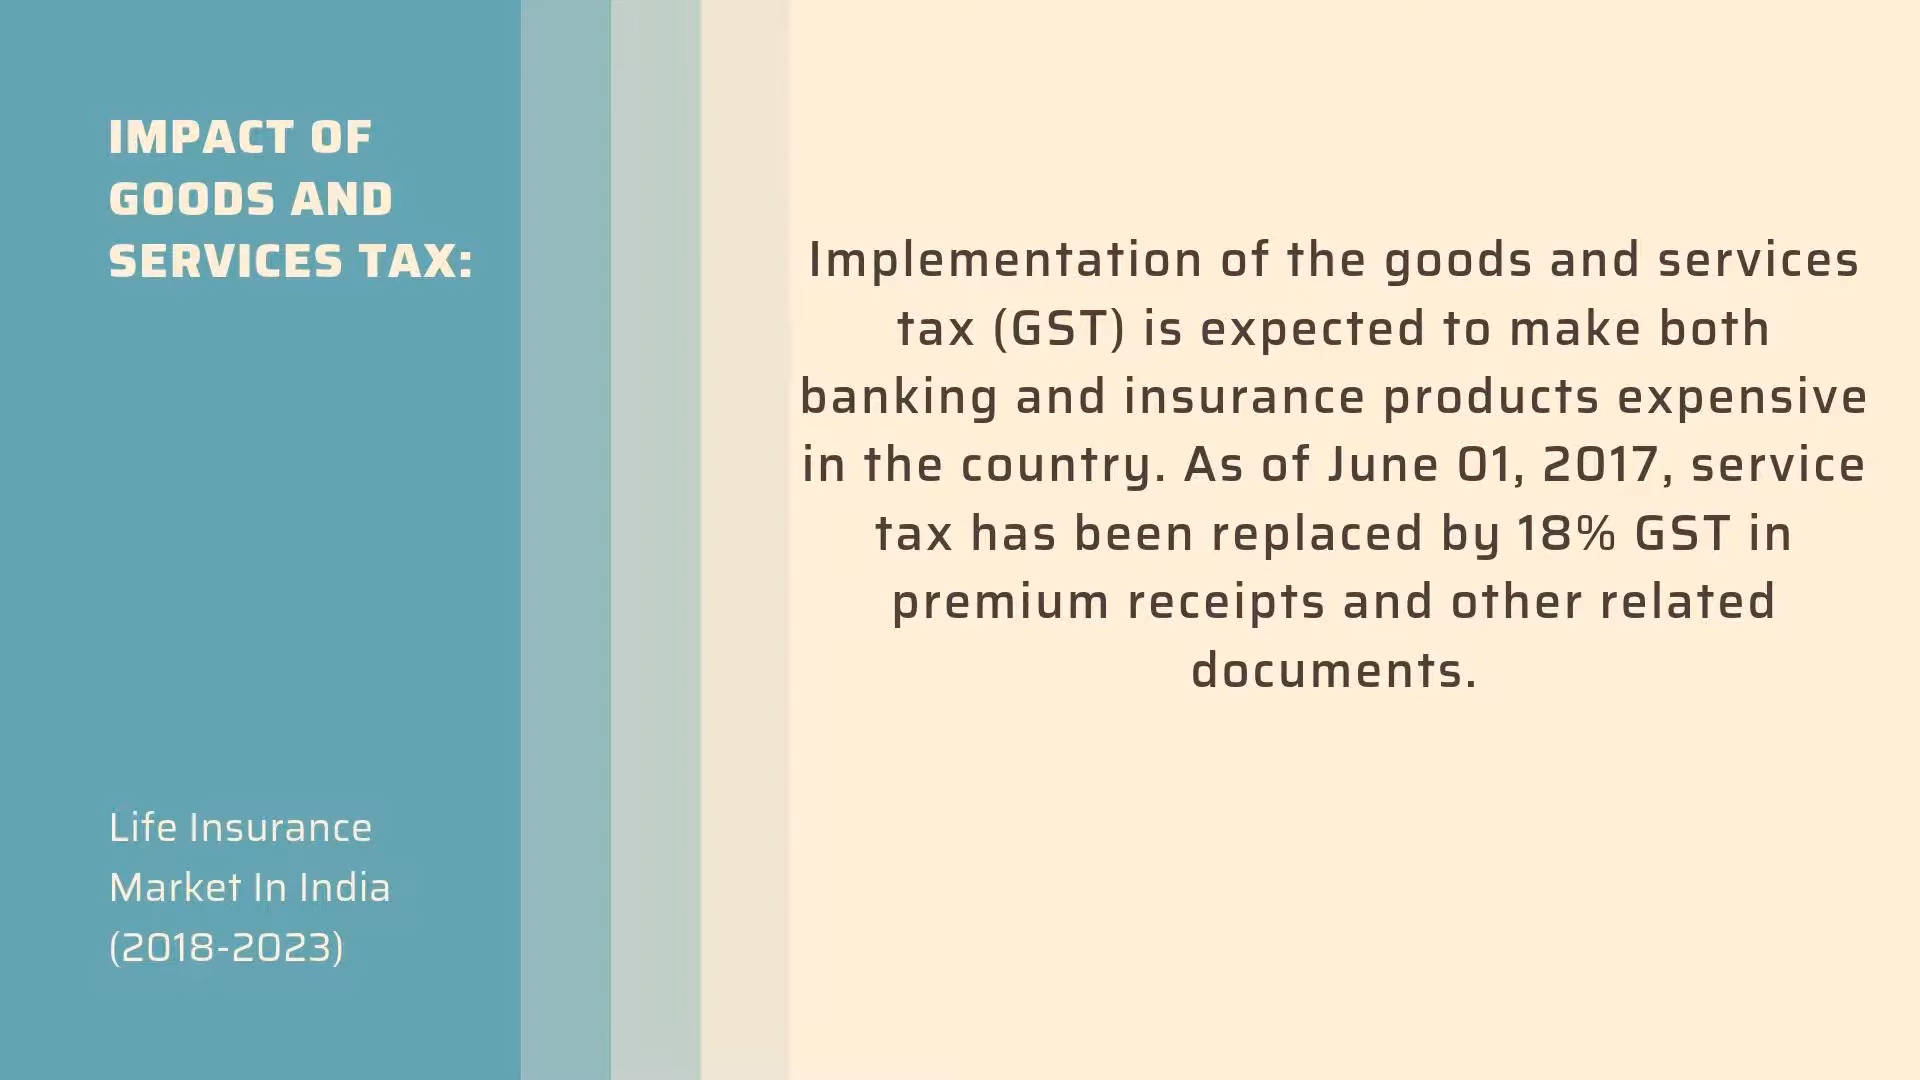 IMPACT OF
GOODS AND
SERVICES TAX:
Implementation of the goods and services
tax (GST) is expected to make both
banking and insurance products expensive
in the country. As of June 01, 2017, service
tax has been replaced by 18% GST in
premium receipts and other related
documents.
Life Insurance
Market In India
(2018-2023)